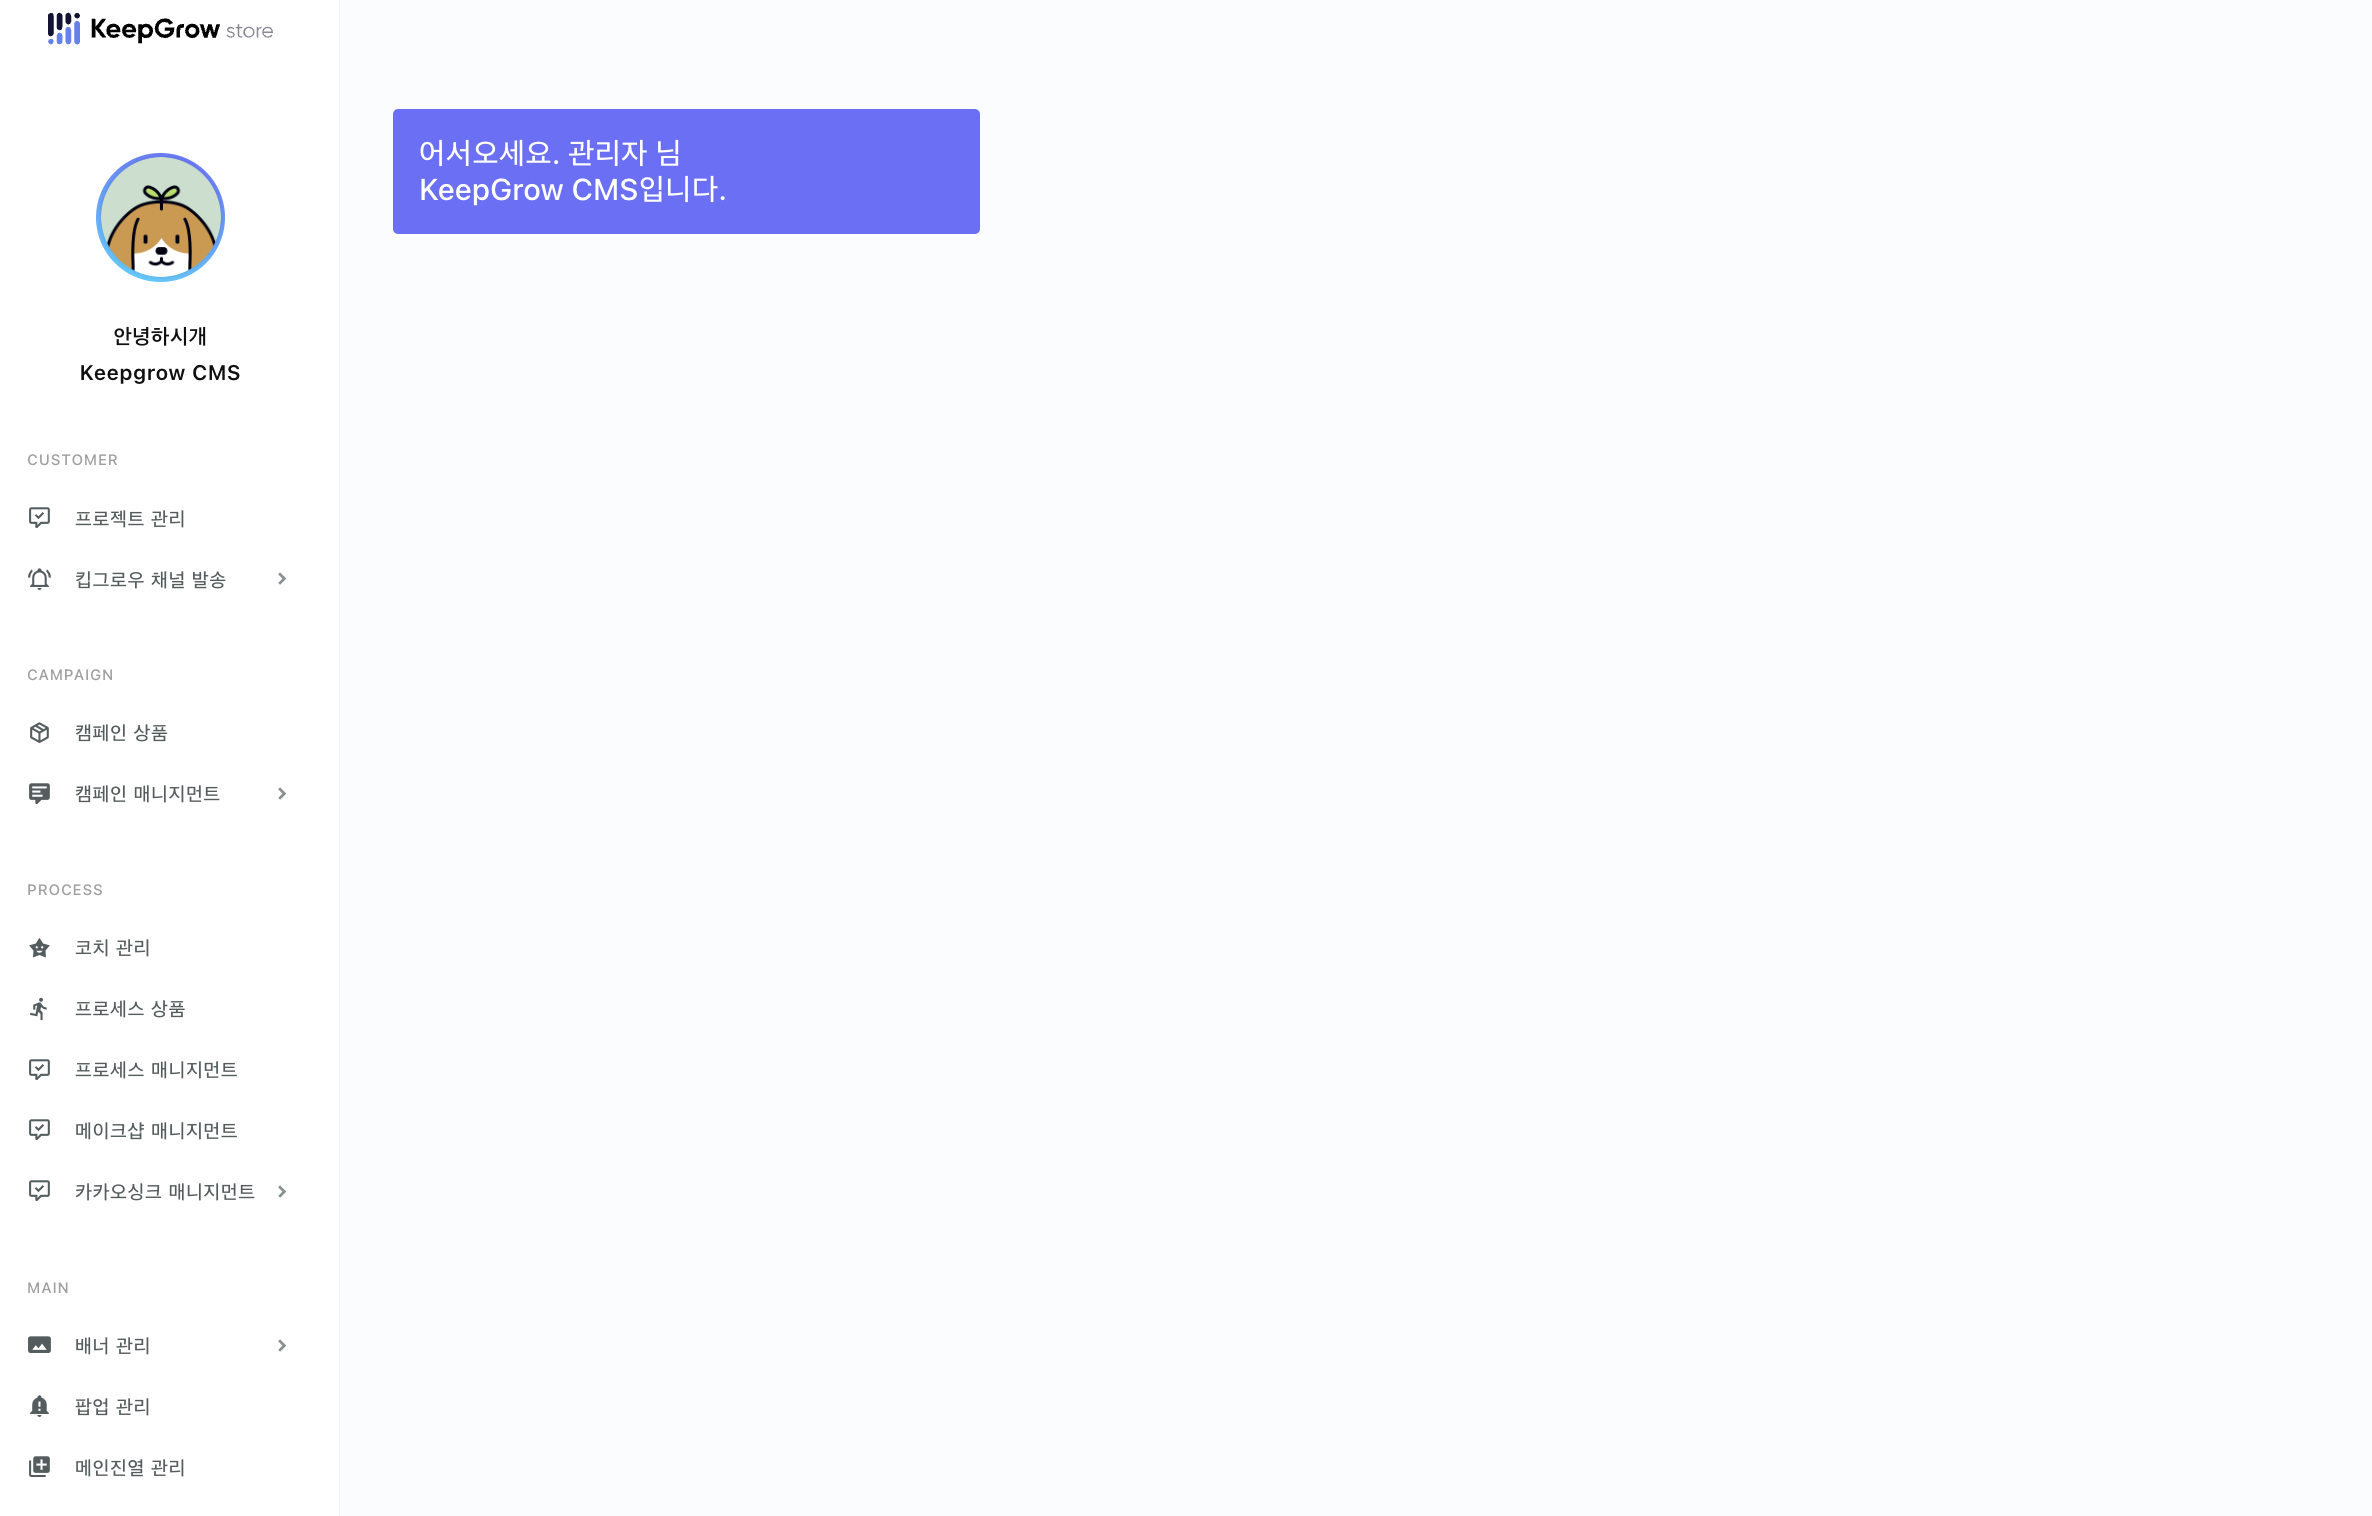 KeepGrow store
어서오세요. 관리자 님
KeepGrow CMS입니다.
안녕하시개
Keepgrow CMS
CUSTOMER
프로젝트 관리
킵그로우 채널 발송
CAMPAIGN
캠페인 상품
캠페인 매니지먼트
PROCESS
코치 관리
프로세스 상품
프로세스 매니지먼트
메이크샵 매니지먼트
카카오싱크 매니지먼트
MAIN
배너 관리
팝업 관리
메인진열 관리